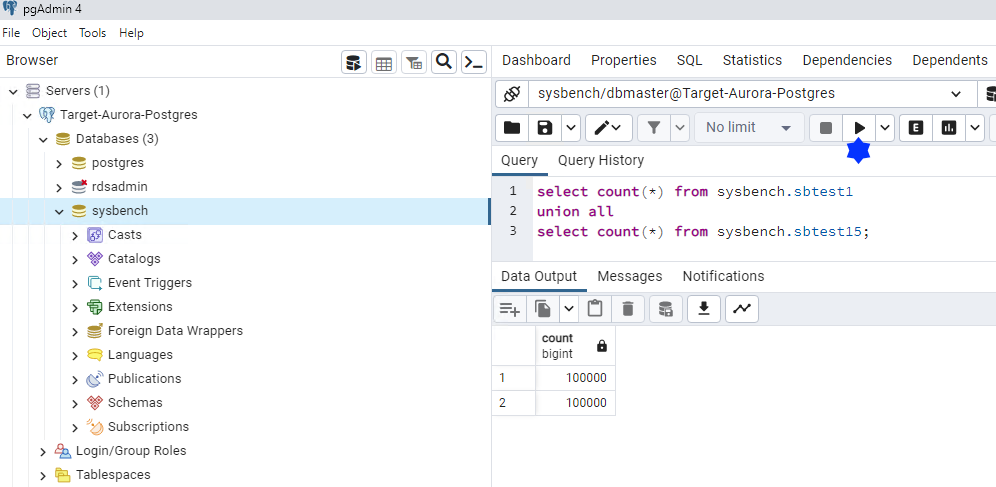 pgAdmin 4
File Object Tools Help
Browser
Servers (1)
Target-Aurora-Postgres
Databases (3)
postgres
rdsadmin
sysbench
Casts
Catalogs
Event Triggers
Extensions
Foreign Data Wrappers
Languages
Publications
Schemas
Subscriptions
Login/Group Roles
Tablespaces
Dashboard Properties SQL Statistics Dependencies Dependents
sysbench/dbmaster@Target-Aurora-Postgres
No limit E
Query Query History
1 select count(*) from sysbench.sbtest1
2 union all
3 select count(*) from sysbench.sbtest15;
Data Output Messages Notifications
count
bigint
1 100000
2 100000